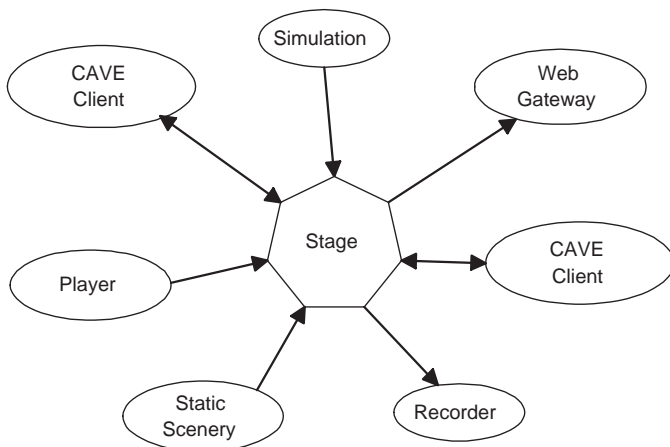 Simulation
CAVE
Client
Web
Gateway
Stage
CAVE
Client
Player
Static
Scenery
Recorder